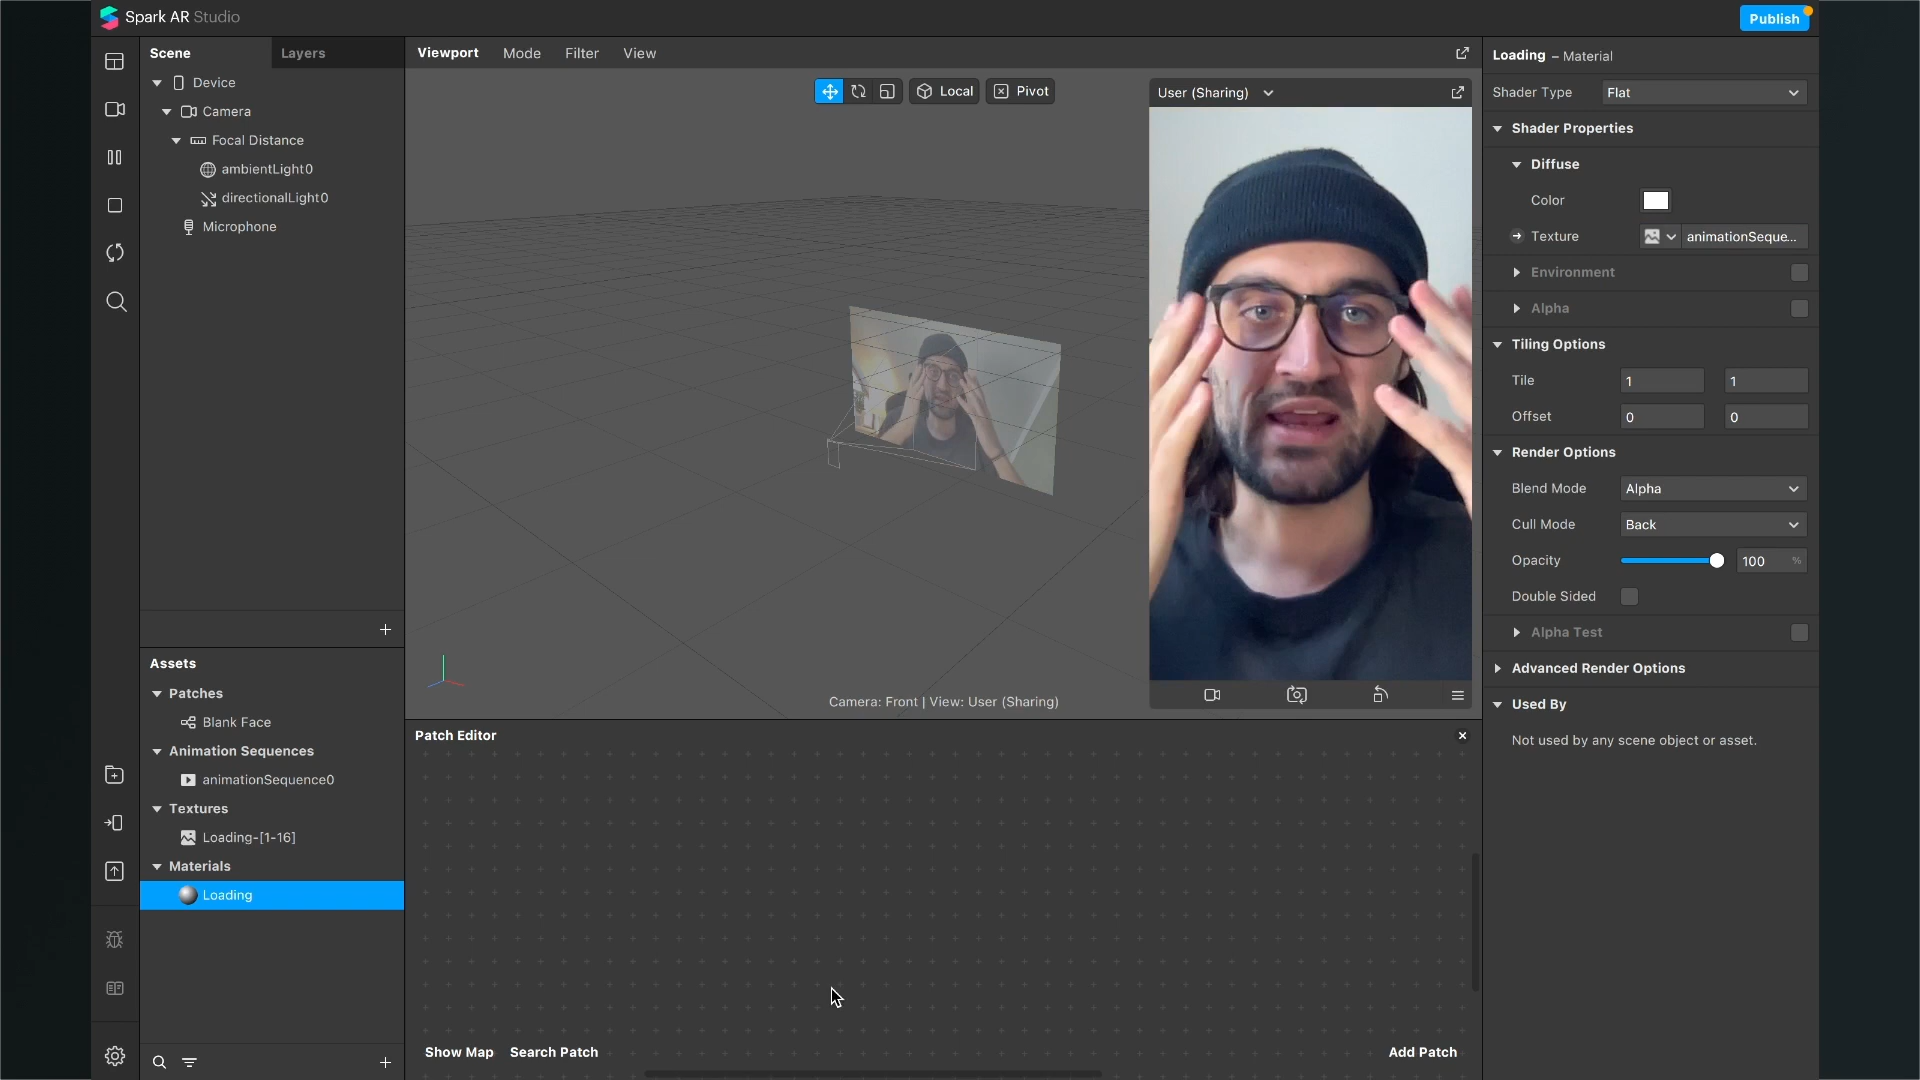 Spark AR Studio
Publish
Scene
Layers
Device
Camera
Focal Distance
ambientLight0
directionalLight0
Microphone
Assets
Patches
Blank Face
Animation Sequences
animationSequence0
Textures
Loading-[1-16]
Materials
Loading
Viewport
Mode
Filter
View
Local
Pivot
User (Sharing)
Camera: Front | View: User (Sharing)
Patch Editor
Show Map
Search Patch
Add Patch
Loading – Material
Shader Type
Flat
Shader Properties
Diffuse
Color
Texture
animationSeque...
Environment
Alpha
Tiling Options
Tile
1
1
Offset
0
0
Render Options
Blend Mode
Alpha
Cull Mode
Back
Opacity
100 %
Double Sided
Alpha Test
Advanced Render Options
Used By
Not used by any scene object or asset.